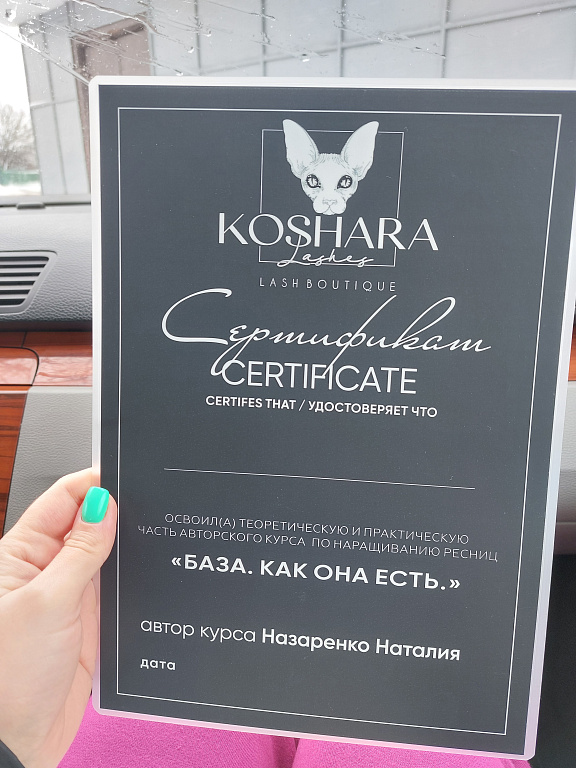 KOSHARA
Lashes
LASH BOUTIQUE
Сертификат
CERTIFICATE
CERTIFES THAT / УДОСТОВЕРЯЕТ ЧТО
ОСВОИЛ(А) ТЕОРЕТИЧЕСКУЮ И ПРАКТИЧЕСКУЮ
ЧАСТЬ АВТОРСКОГО КУРСА ПО НАРАЩИВАНИЮ РЕСНИЦ
«БАЗА. КАК ОНА ЕСТЬ.»
автор курса Назаренко Наталия
дата